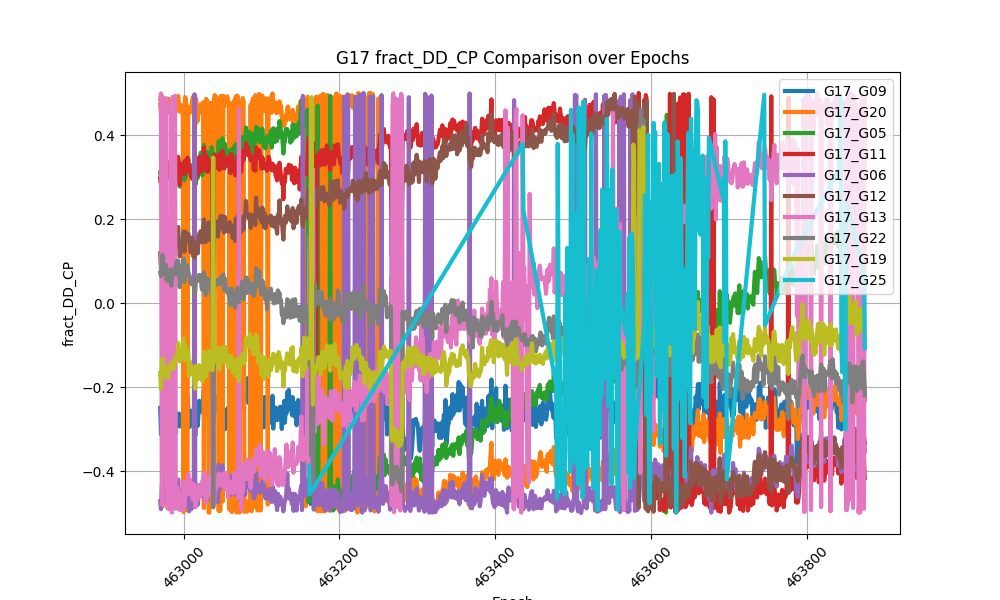 G17 fract_DD_CP Comparison over Epochs
fract_DD_CP
0.4
0.2
0.0
−0.2
−0.4
463000
463200
463400
463600
463800
Epoch
G17_G09
G17_G20
G17_G05
G17_G11
G17_G06
G17_G12
G17_G13
G17_G22
G17_G19
G17_G25